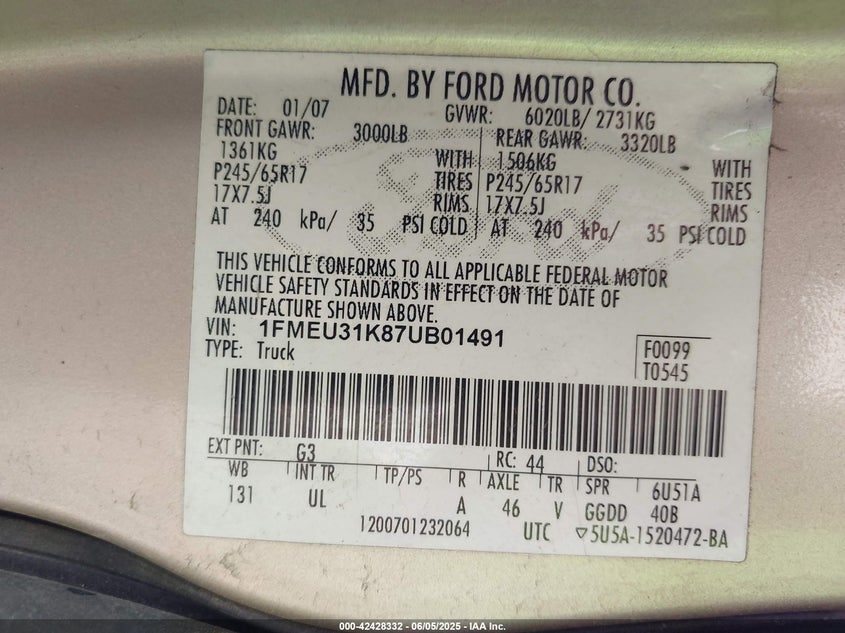 MFD. BY FORD MOTOR CO.
DATE: 01/07 GVWR: 6020LB/ 2731KG
FRONT GAWR: 3000LB REAR GAWR: 3320LB
1361KG WITH 1506KG WITH
P245/65R17 TIRES P245/65R17 TIRES
17X7.5J RIMS 17X7.5J RIMS
AT 240 kPa/ 35 PSI COLD AT 240 kPa/ 35 PSI COLD
THIS VEHICLE CONFORMS TO ALL APPLICABLE FEDERAL MOTOR
VEHICLE SAFETY STANDARDS IN EFFECT ON THE DATE OF
MANUFACTURE SHOWN ABOVE.
VIN: 1FMEU31K87UB01491
TYPE: Truck
F0099
T0545
EXT PNT: G3 RC: 44 DSO:
WB INT TR TP/PS R AXLE TR SPR 6U51A
131 UL A 46 V GGDD 40B
1200701232064 UTC ▽5U5A-1520472-BA
Ford
000-42428332 - 06/05/2025 - IAA Inc.